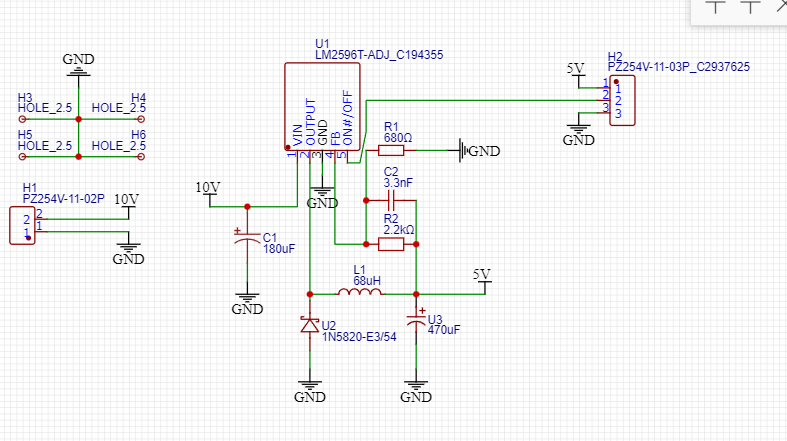 GND
H3
HOLE_2.5
H4
HOLE_2.5
H5
HOLE_2.5
H6
HOLE_2.5
H1
PZ254V-11-02P
2
1
2
1
10V
GND
U1
LM2596T-ADJ_C194355
VIN
OUTPUT
GND
FB
ON#/OFF
1
2
3
4
5
GND
10V
C1
180uF
GND
R1
680Ω
GND
C2
3.3nF
R2
2.2kΩ
L1
68uH
5V
U2
1N5820-E3/54
GND
U3
470uF
GND
H2
PZ254V-11-03P_C2937625
5V
1
2
3
1
2
3
GND